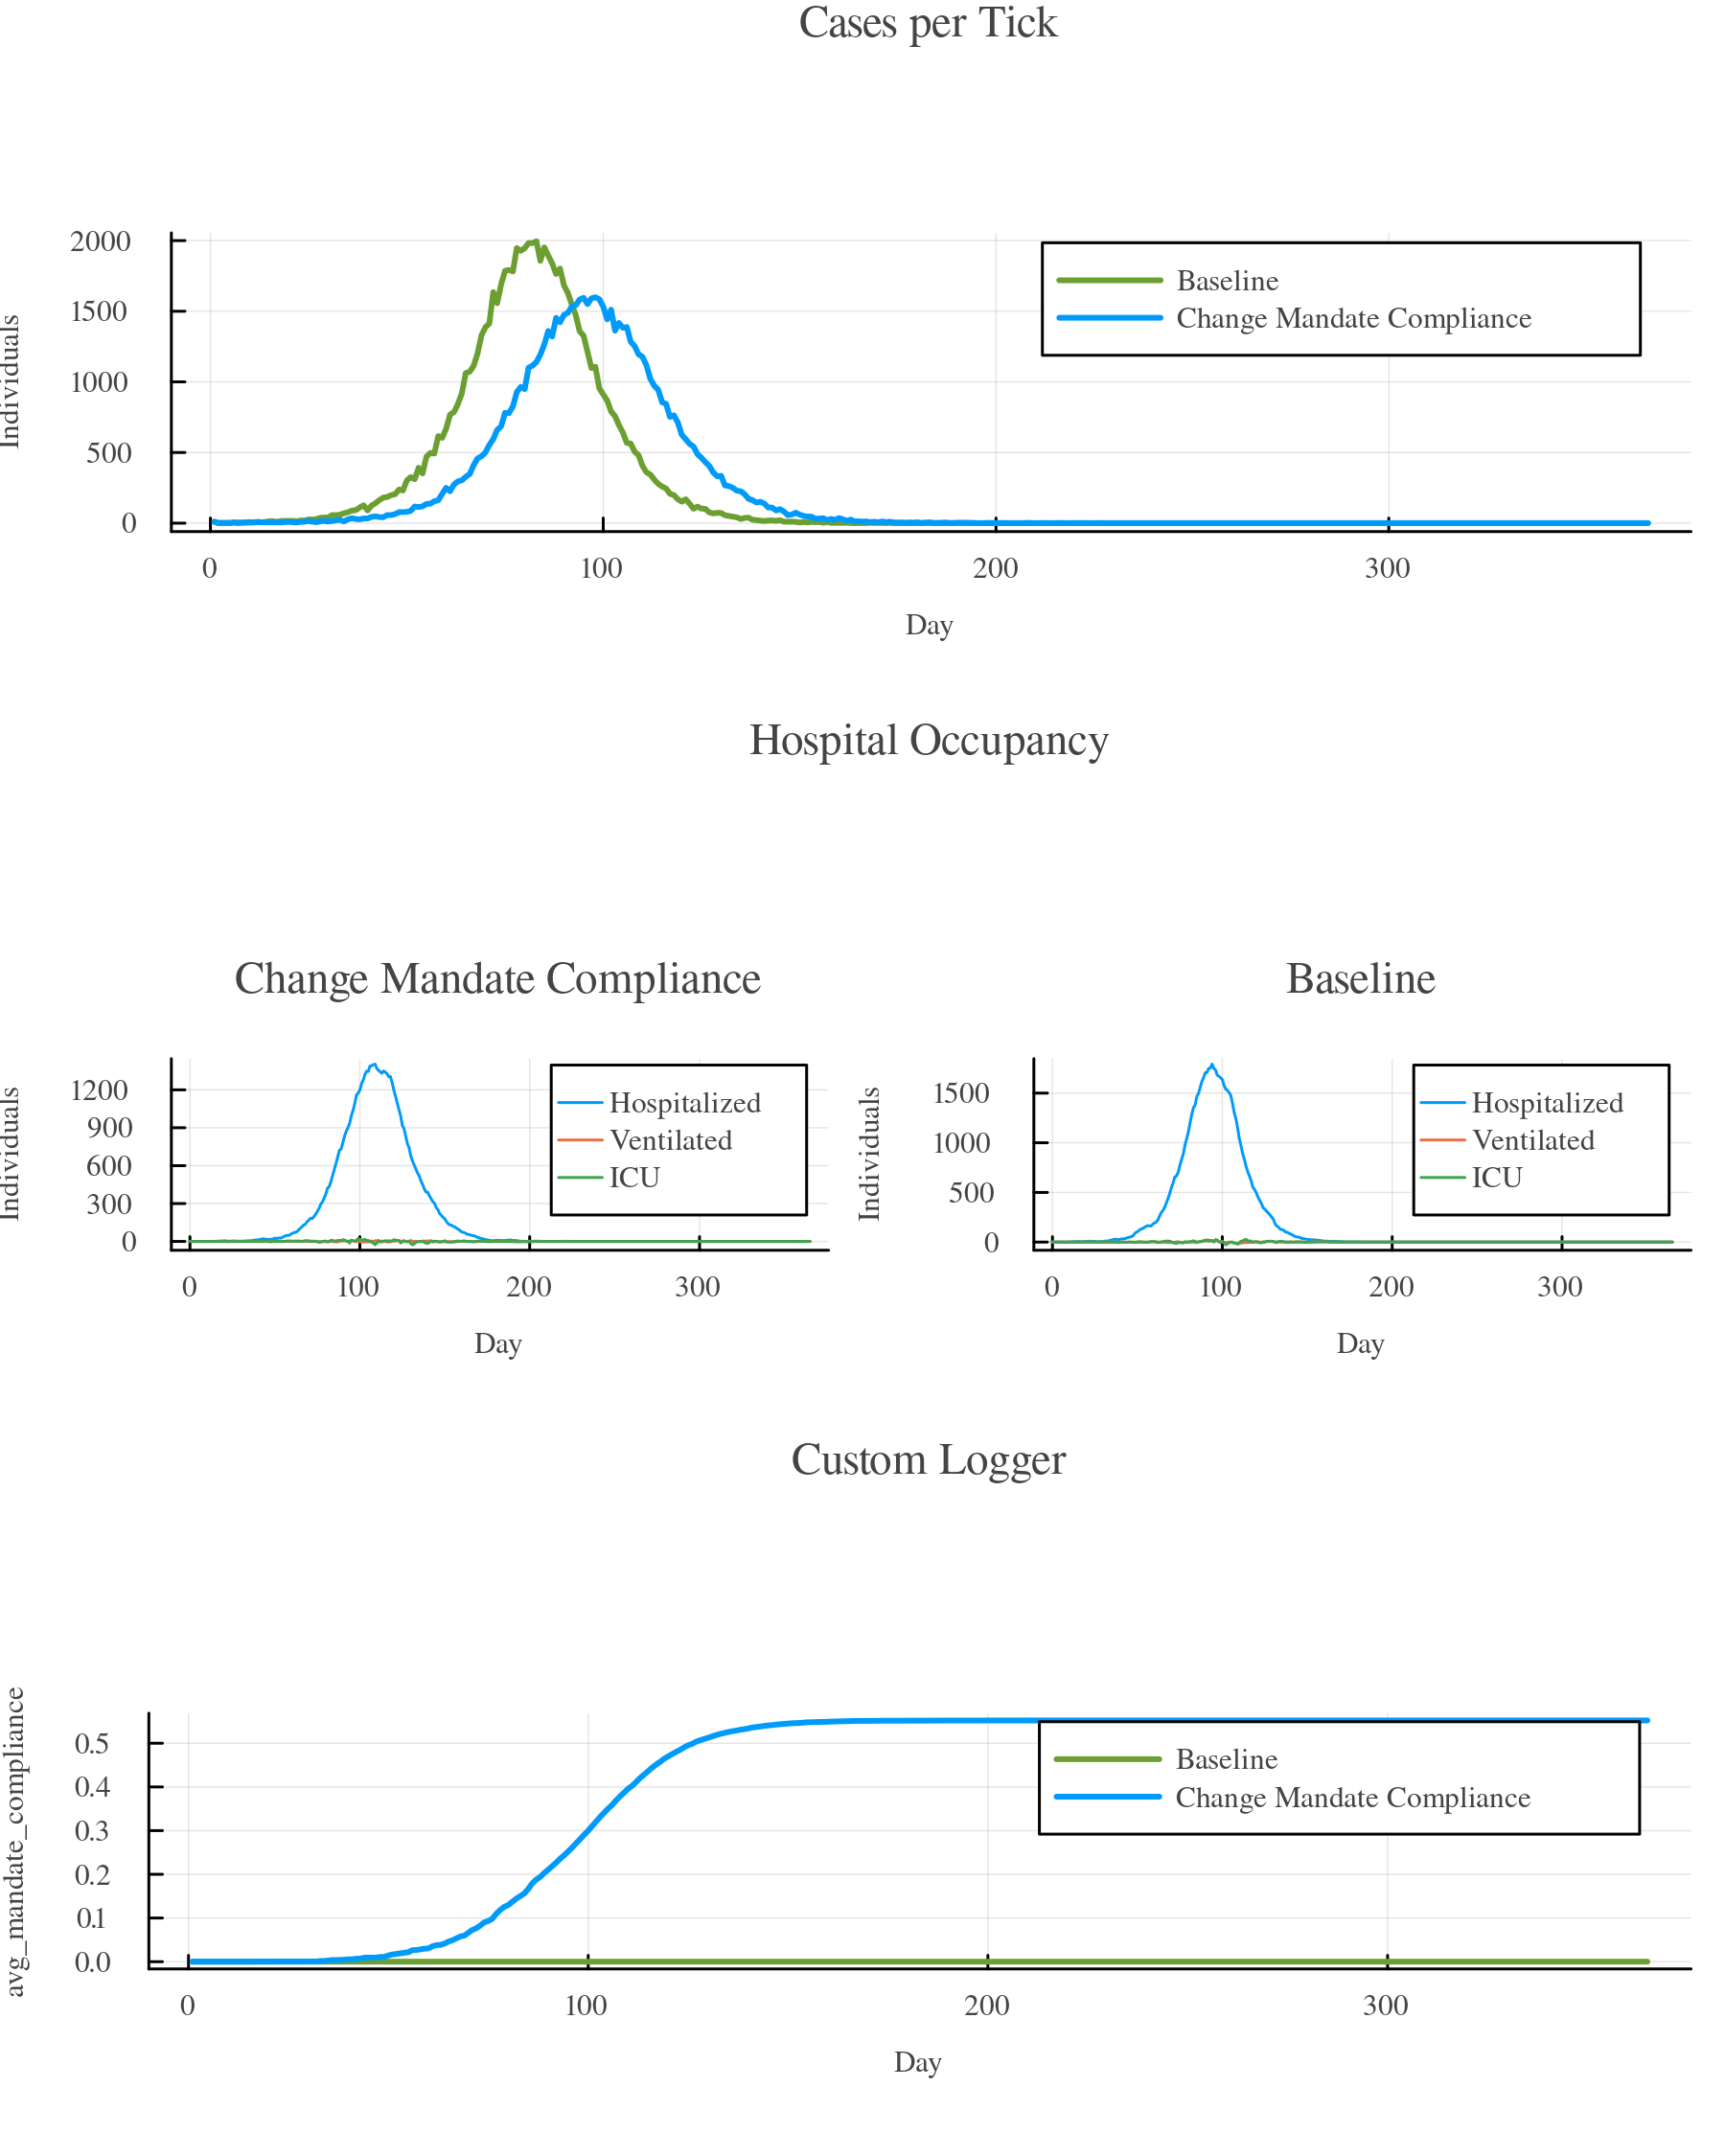 Cases per Tick
Individuals
2000
1500
1000
500
0
Baseline
Change Mandate Compliance
0 100 200 300
Day
Hospital Occupancy
Change Mandate Compliance
Individuals
1200
900
600
300
0
Hospitalized
Ventilated
ICU
0 100 200 300
Day
Baseline
Individuals
1500
1000
500
0
Hospitalized
Ventilated
ICU
0 100 200 300
Day
Custom Logger
avg_mandate_compliance
0.5
0.4
0.3
0.2
0.1
0.0
Baseline
Change Mandate Compliance
0 100 200 300
Day